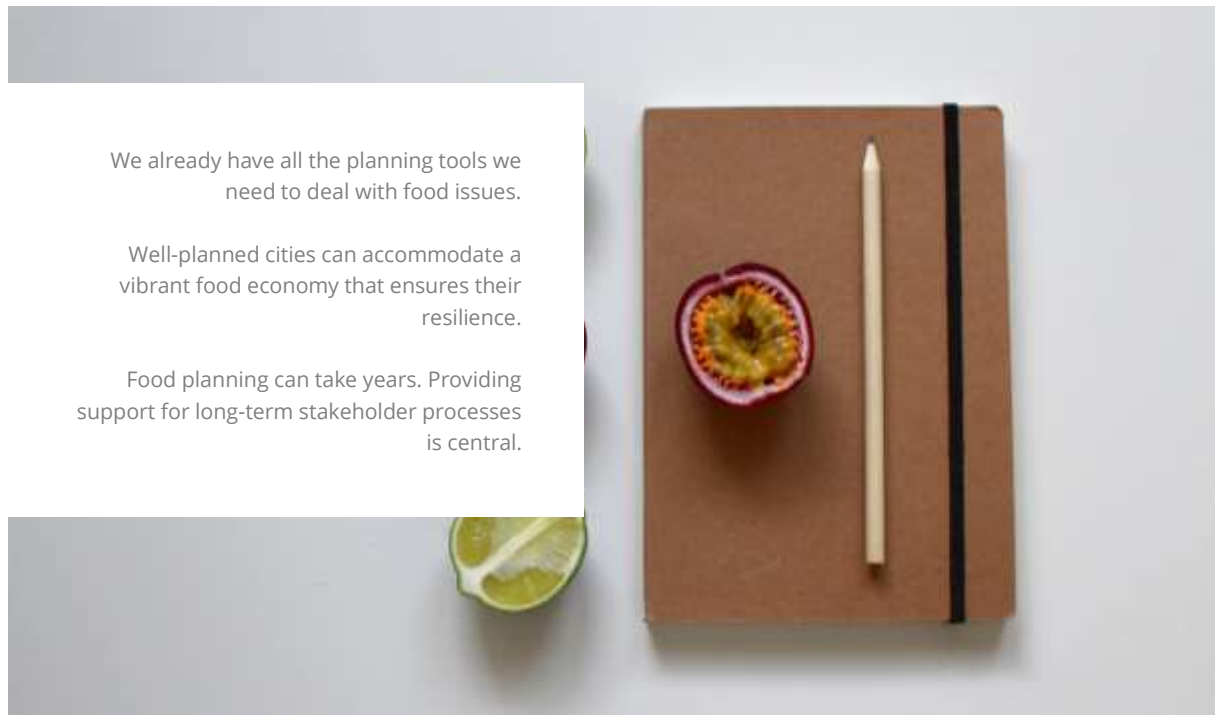 We already have all the planning tools we
need to deal with food issues.
Well-planned cities can accommodate a
vibrant food economy that ensures their
resilience.
Food planning can take years. Providing
support for long-term stakeholder processes
is central.